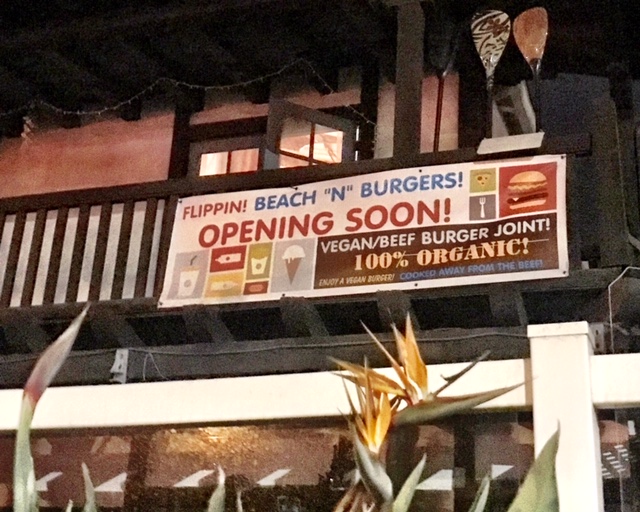 FLIPPIN! BEACH "N" BURGERS!
OPENING SOON!
VEGAN/BEEF BURGER JOINT!
100% ORGANIC!
ENJOY A VEGAN BURGER! COOKED AWAY FROM THE BEEF!